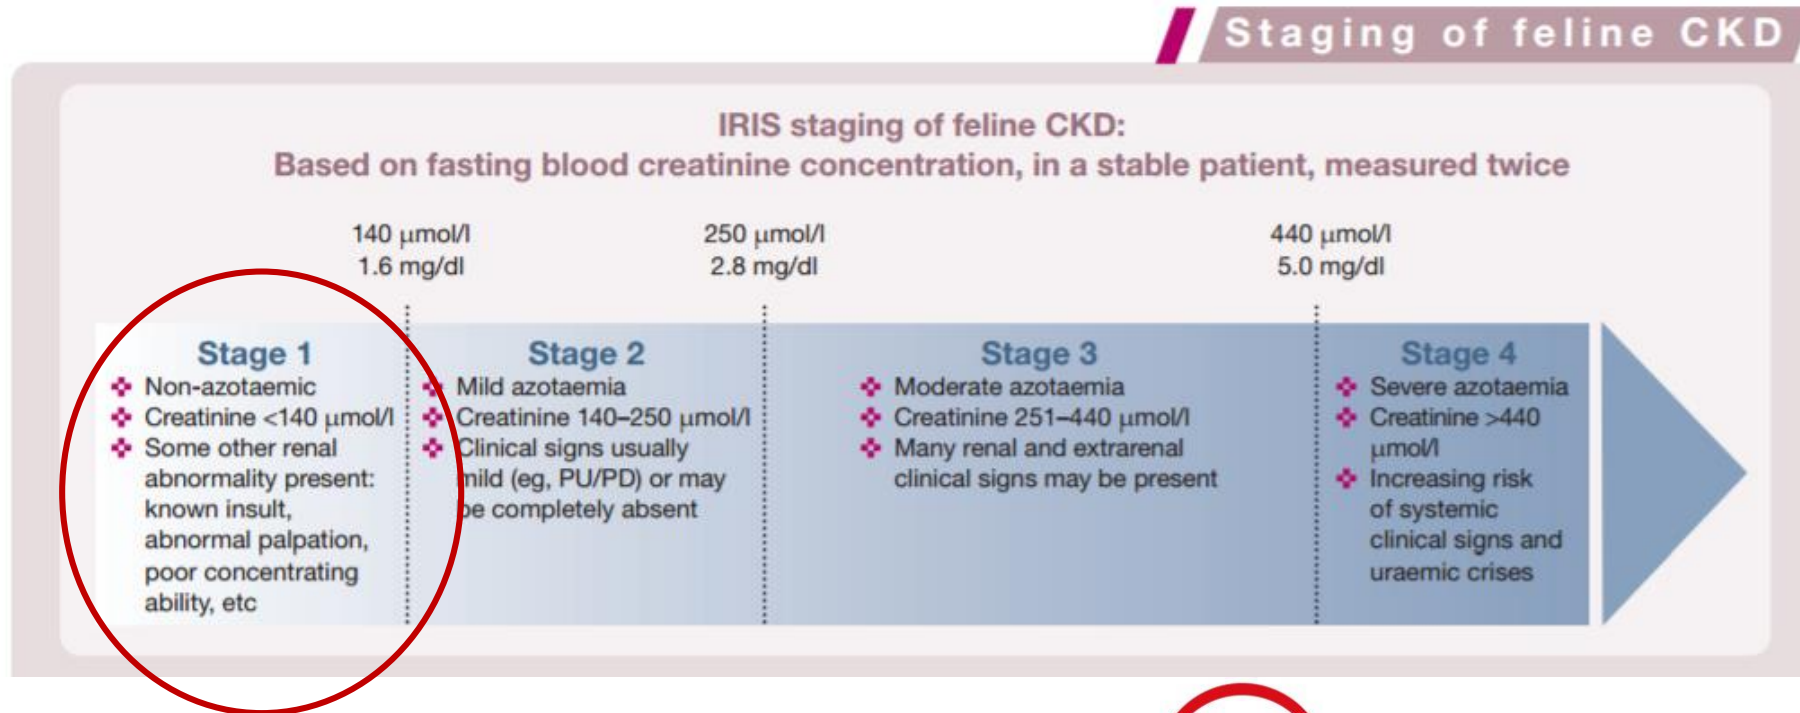 Staging of feline CKD
IRIS staging of feline CKD:
Based on fasting blood creatinine concentration, in a stable patient, measured twice
140 μmol/l
1.6 mg/dl
250 μmol/l
2.8 mg/dl
440 μmol/l
5.0 mg/dl
Stage 1
Non-azotaemic
Creatinine <140 μmol/l
Some other renal
abnormality present:
known insult,
abnormal palpation,
poor concentrating
ability, etc
Stage 2
Mild azotaemia
Creatinine 140–250 μmol/l
Clinical signs usually
mild (eg, PU/PD) or may
be completely absent
Stage 3
Moderate azotaemia
Creatinine 251–440 μmol/l
Many renal and extrarenal
clinical signs may be present
Stage 4
Severe azotaemia
Creatinine >440
μmol/l
Increasing risk
of systemic
clinical signs and
uraemic crises